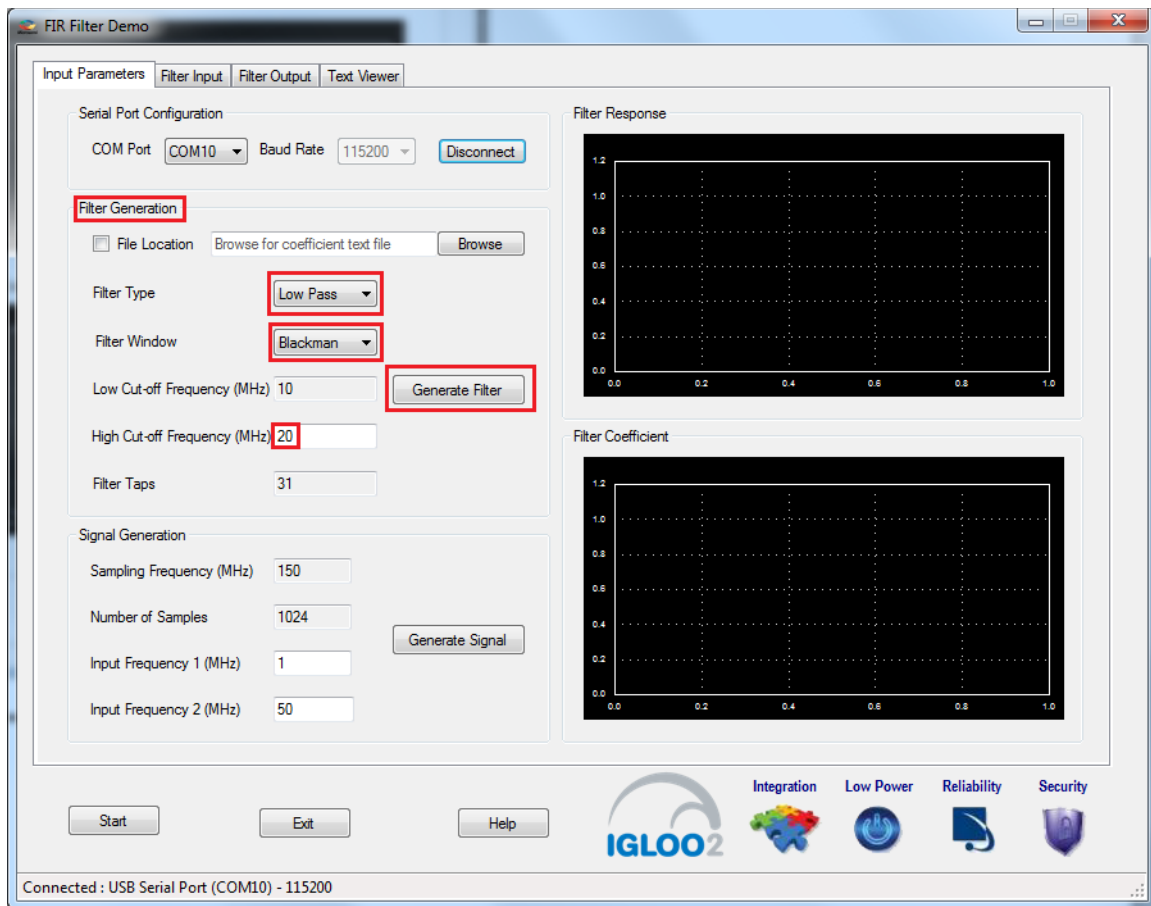 FIR Filter Demo
Input Parameters Filter Input Filter Output Text Viewer
Serial Port Configuration
COM Port COM10 Baud Rate 115200 Disconnect
Filter Generation
File Location Browse for coefficient text file Browse
Filter Type Low Pass
Filter Window Blackman
Low Cut-off Frequency (MHz) 10 Generate Filter
High Cut-off Frequency (MHz) 20
Filter Taps 31
Signal Generation
Sampling Frequency (MHz) 150
Number of Samples 1024
Generate Signal
Input Frequency 1 (MHz) 1
Input Frequency 2 (MHz) 50
Filter Response
1.2
1.0
0.8
0.6
0.4
0.2
0.0
0.0 0.2 0.4 0.6 0.8 1.0
Filter Coefficient
1.2
1.0
0.8
0.6
0.4
0.2
0.0
0.0 0.2 0.4 0.6 0.8 1.0
Start Exit Help
IGLOO2
Integration Low Power Reliability Security
Connected : USB Serial Port (COM10) - 115200